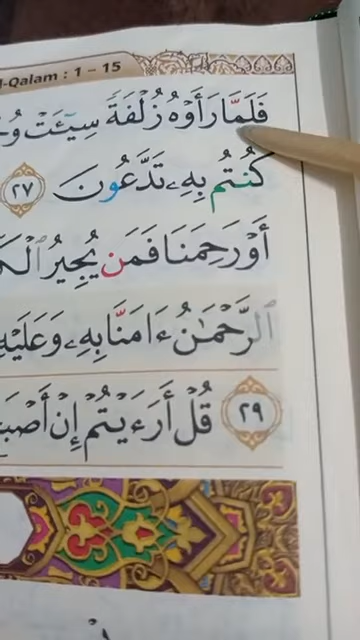 l-Qalam : 1 – 15
فَلَمَّا رَأَوْهُ زُلْفَةً سِيٓـَٔتْ
كُنتُم بِهِۦ تَدَّعُونَ ٢٧
أَوْ رَحِمَنَا فَمَن يُجِيرُ
ٱلرَّحْمَـٰنُ ءَامَنَّا بِهِۦ وَعَلَيْهِ
٢٩ قُلْ أَرَءَيْتُمْ إِنْ